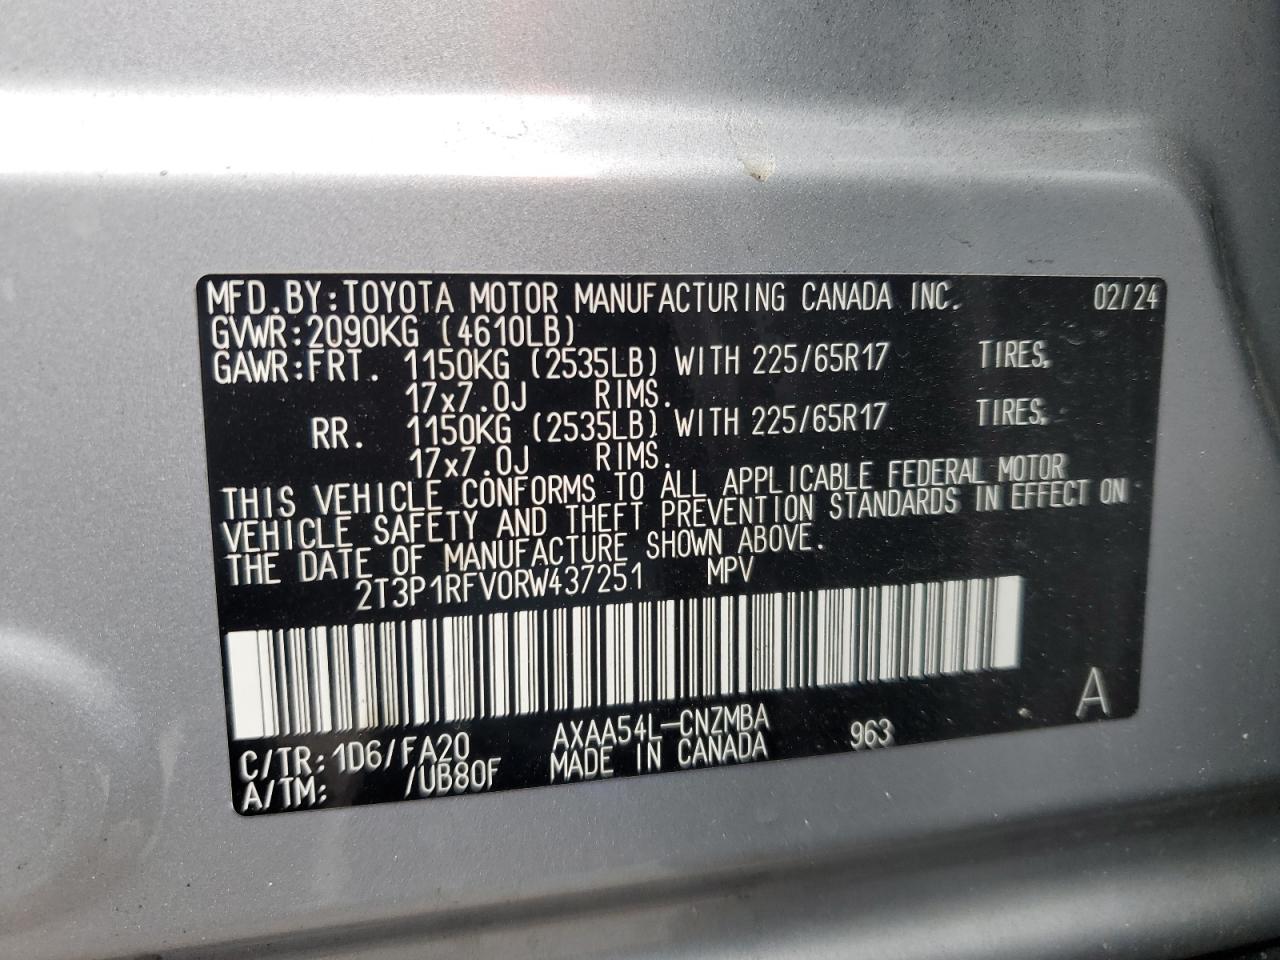 MFD.BY:TOYOTA MOTOR MANUFACTURING CANADA INC. 02/24
GVWR:2090KG (4610LB)
GAWR:FRT. 1150KG (2535LB) WITH 225/65R17 TIRES,
17x7.0J RIMS.
RR. 1150KG (2535LB) WITH 225/65R17 TIRES,
17x7.0J RIMS.
THIS VEHICLE CONFORMS TO ALL APPLICABLE FEDERAL MOTOR
VEHICLE SAFETY AND THEFT PREVENTION STANDARDS IN EFFECT ON
THE DATE OF MANUFACTURE SHOWN ABOVE.
2T3P1RFV0RW437251 MPV
C/TR:1D6/FA20 AXAA54L-CNZMBA 963 A
A/TM: /UB80F MADE IN CANADA